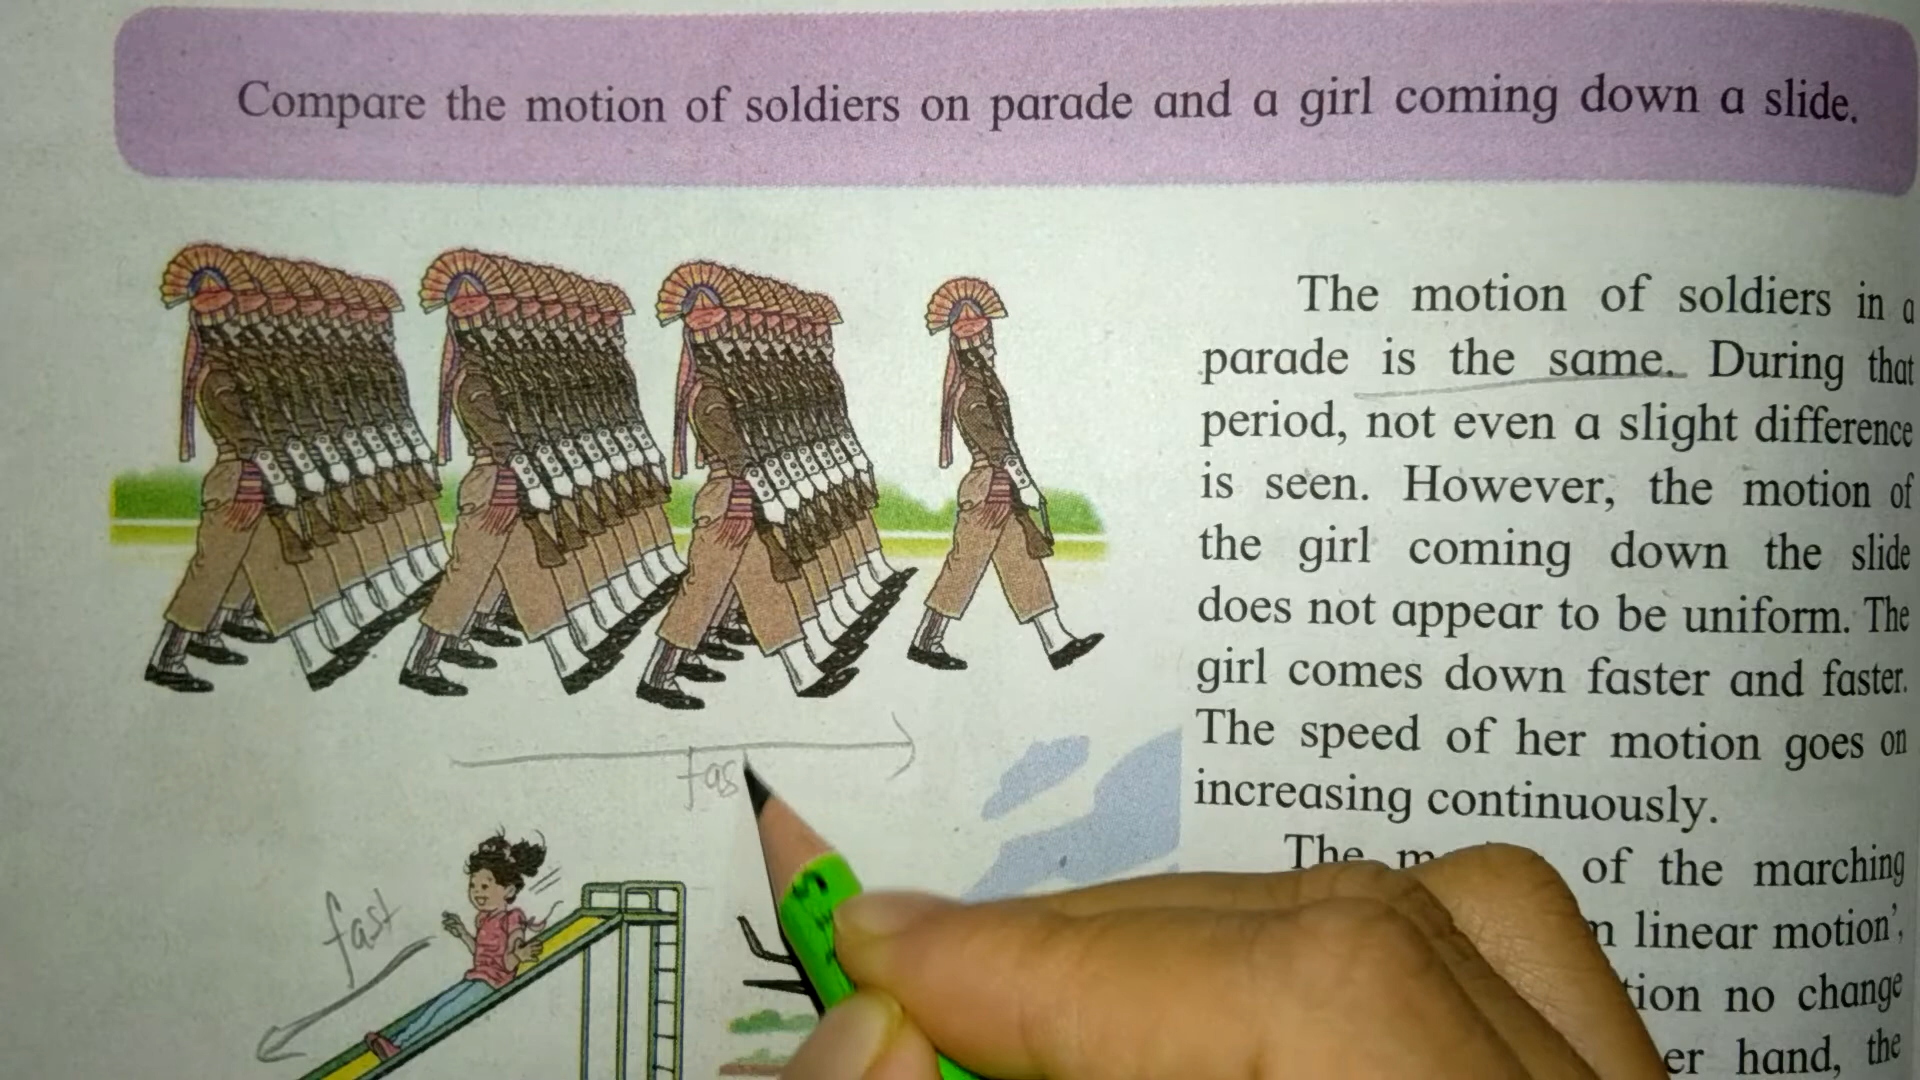 Compare the motion of soldiers on parade and a girl coming down a slide.
The motion of soldiers in a
parade is the same. During that
period, not even a slight difference
is seen. However, the motion of
the girl coming down the slide
does not appear to be uniform. The
girl comes down faster and faster.
The speed of her motion goes on
increasing continuously.
The of the marching
linear motion',
no change
hand, the
fas
fast